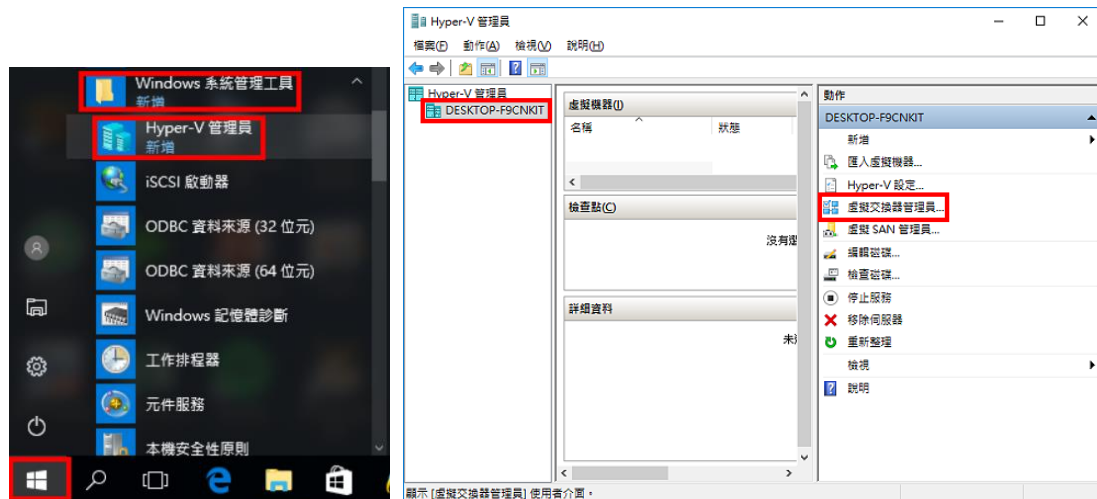 Windows 系統管理工具
新增
Hyper-V 管理員
新增
iSCSI 啟動器
ODBC 資料來源 (32 位元)
ODBC 資料來源 (64 位元)
Windows 記憶體診斷
工作排程器
元件服務
本機安全性原則
Hyper-V 管理員
檔案(F) 動作(A) 檢視(V) 說明(H)
Hyper-V 管理員
DESKTOP-F9CNKIT
虛擬機器(I)
名稱 狀態
檢查點(C)
沒有選
詳細資料
未
動作
DESKTOP-F9CNKIT
新增
匯入虛擬機器...
Hyper-V 設定...
虛擬交換器管理員...
虛擬 SAN 管理員...
編輯磁碟...
檢查磁碟...
停止服務
移除伺服器
重新整理
檢視
說明
顯示 [虛擬交換器管理員] 使用者介面。